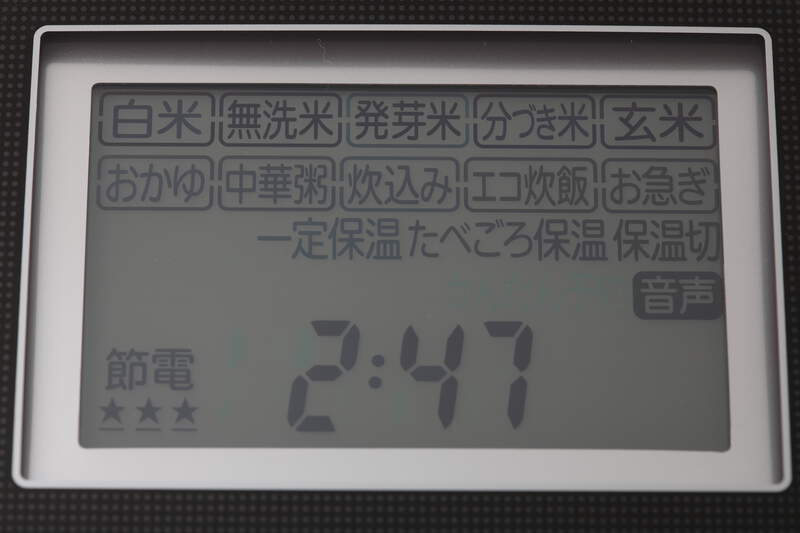 白米 無洗米 発芽米 分づき米 玄米
おかゆ 中華粥 炊込み エコ炊飯 お急ぎ
一定保温 たべごろ保温 保温切
音声
節電 2:47
★★★